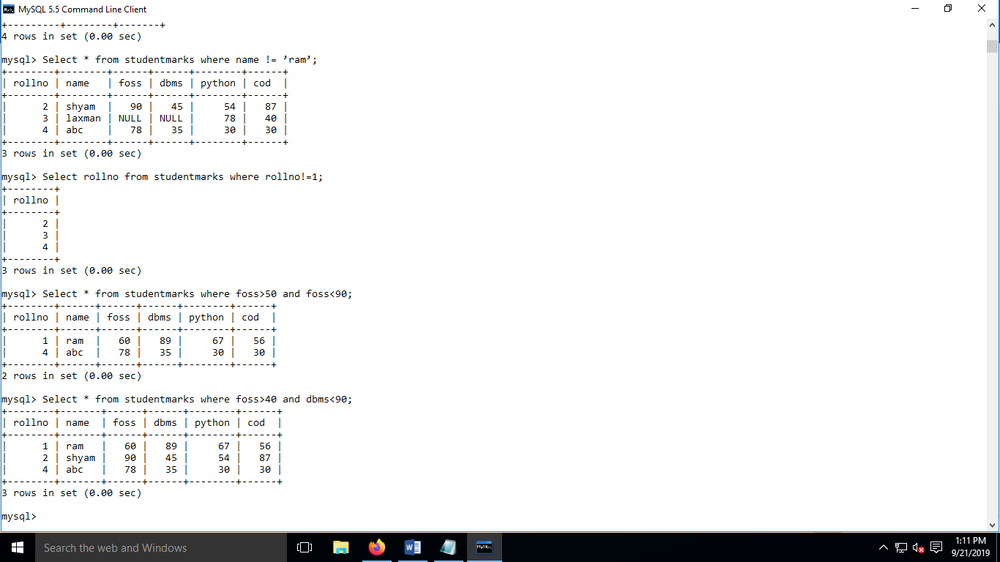 MySQL 5.5 Command Line Client
+---------+--------+-------+
4 rows in set (0.00 sec)
mysql> Select * from studentmarks where name != ’ram’;
+--------+--------+------+------+--------+------+
| rollno | name   | foss | dbms | python | cod  |
+--------+--------+------+------+--------+------+
|      2 | shyam  |   90 |   45 |     54 |   87 |
|      3 | laxman | NULL | NULL |     78 |   40 |
|      4 | abc    |   78 |   35 |     30 |   30 |
+--------+--------+------+------+--------+------+
3 rows in set (0.00 sec)
mysql> Select rollno from studentmarks where rollno!=1;
+--------+
| rollno |
+--------+
|      2 |
|      3 |
|      4 |
+--------+
3 rows in set (0.00 sec)
mysql> Select * from studentmarks where foss>50 and foss<90;
+--------+------+------+------+--------+------+
| rollno | name | foss | dbms | python | cod  |
+--------+------+------+------+--------+------+
|      1 | ram  |   60 |   89 |     67 |   56 |
|      4 | abc  |   78 |   35 |     30 |   30 |
+--------+------+------+------+--------+------+
2 rows in set (0.00 sec)
mysql> Select * from studentmarks where foss>40 and dbms<90;
+--------+-------+------+------+--------+------+
| rollno | name  | foss | dbms | python | cod  |
+--------+-------+------+------+--------+------+
|      1 | ram   |   60 |   89 |     67 |   56 |
|      2 | shyam |   90 |   45 |     54 |   87 |
|      4 | abc   |   78 |   35 |     30 |   30 |
+--------+-------+------+------+--------+------+
3 rows in set (0.00 sec)
mysql>
Search the web and Windows
1:11 PM
9/21/2019